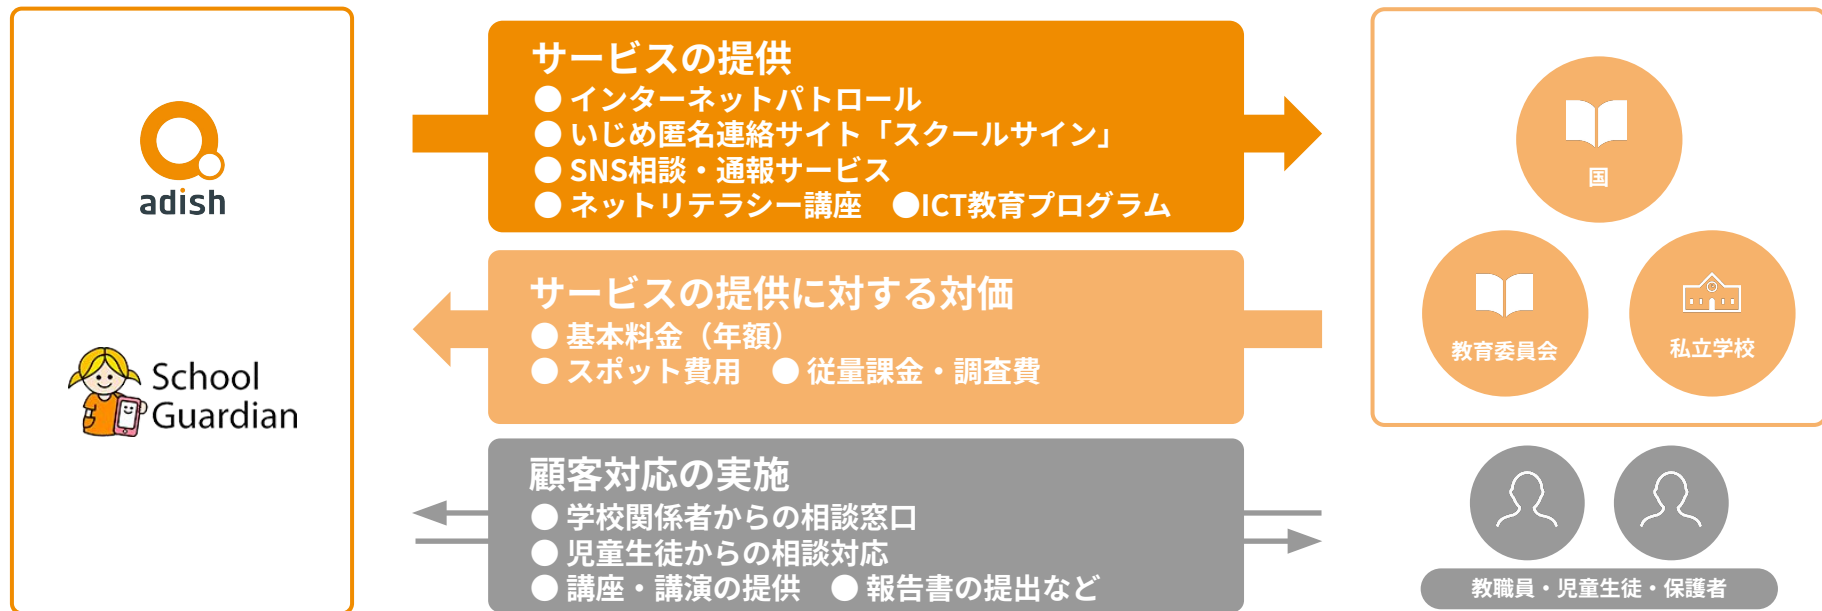 adish
School
Guardian
サービスの提供
● インターネットパトロール
● いじめ匿名連絡サイト「スクールサイン」
● SNS相談・通報サービス
● ネットリテラシー講座　●ICT教育プログラム
サービスの提供に対する対価
● 基本料金（年額）
● スポット費用　● 従量課金・調査費
顧客対応の実施
● 学校関係者からの相談窓口
● 児童生徒からの相談対応
● 講座・講演の提供　● 報告書の提出など
国
教育委員会
私立学校
教職員・児童生徒・保護者